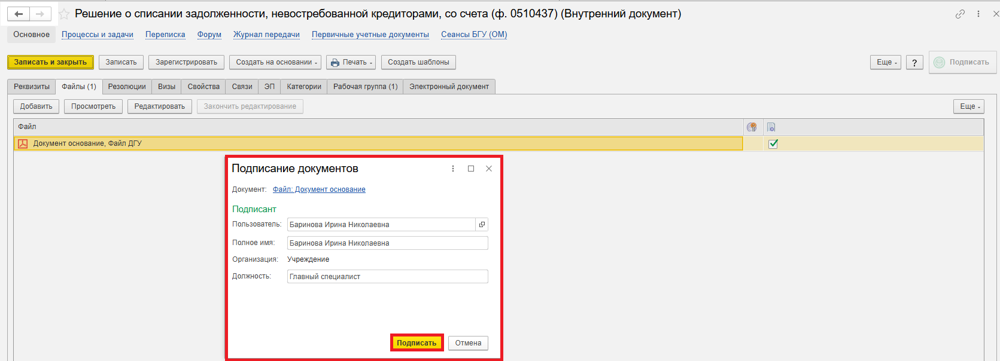 Решение о списании задолженности, невостребованной кредиторами, со счета (ф. 0510437) (Внутренний документ)
Основное Процессы и задачи Переписка Форум Журнал передачи Первичные учетные документы Сеансы БГУ (ОМ)
Записать и закрыть Записать Зарегистрировать Создать на основании Печать Создать шаблоны Еще ? Подписать
Реквизиты Файлы (1) Резолюции Визы Свойства Связи ЭП Категории Рабочая группа (1) Электронный документ
Добавить Просмотреть Редактировать Закончить редактирование Еще
Файл
Документ основание, Файл ДГУ
Подписание документов
Документ: Файл: Документ основание
Подписант
Пользователь: Баринова Ирина Николаевна
Полное имя: Баринова Ирина Николаевна
Организация: Учреждение
Должность: Главный специалист
Подписать Отмена